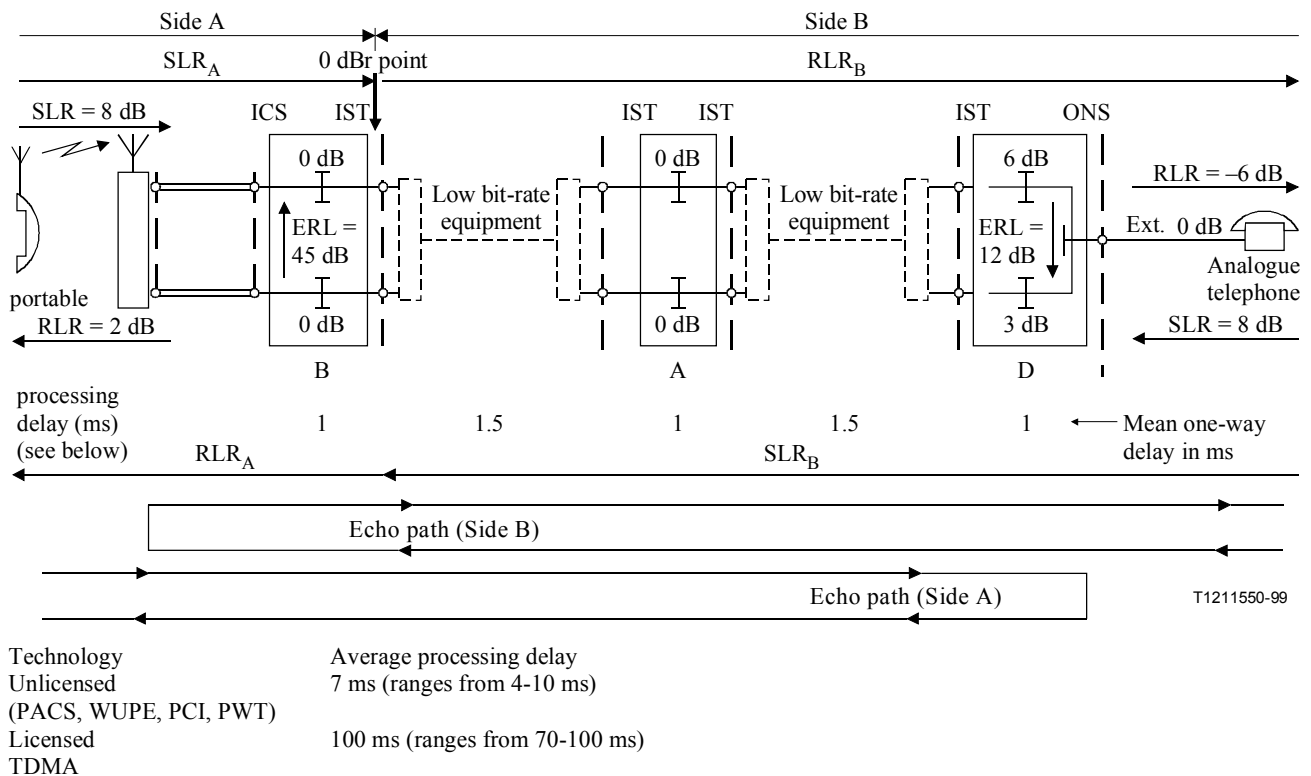 Side A
Side B
SLR_A
0 dBr point
RLR_B
SLR = 8 dB
ICS
IST
IST
IST
IST
ONS
0 dB
0 dB
6 dB
RLR = –6 dB
Low bit-rate
equipment
Low bit-rate
equipment
ERL =
45 dB
ERL =
12 dB
Ext.
0 dB
Analogue
telephone
portable
RLR = 2 dB
0 dB
0 dB
3 dB
SLR = 8 dB
B
A
D
processing
delay (ms)
(see below)
1
1.5
1
1.5
1
Mean one-way
delay in ms
RLR_A
SLR_B
Echo path (Side B)
Echo path (Side A)
T1211550-99
Technology
Average processing delay
Unlicensed
7 ms (ranges from 4-10 ms)
(PACS, WUPE, PCI, PWT)
Licensed
100 ms (ranges from 70-100 ms)
TDMA